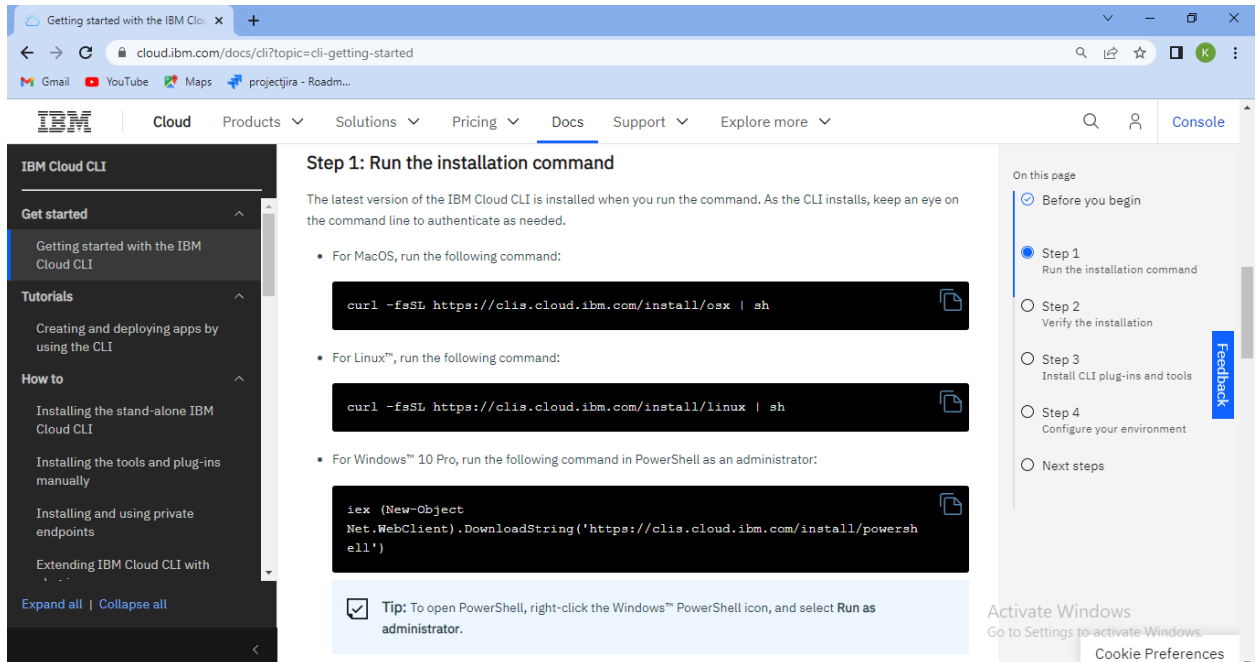 Getting started with the IBM Clo
cloud.ibm.com/docs/cli?topic=cli-getting-started
K
Gmail YouTube Maps projectjira - Roadm...
IBM Cloud Products Solutions Pricing Docs Support Explore more Console
IBM Cloud CLI
Get started
Getting started with the IBM
Cloud CLI
Tutorials
Creating and deploying apps by
using the CLI
How to
Installing the stand-alone IBM
Cloud CLI
Installing the tools and plug-ins
manually
Installing and using private
endpoints
Extending IBM Cloud CLI with
Expand all | Collapse all
Step 1: Run the installation command
The latest version of the IBM Cloud CLI is installed when you run the command. As the CLI installs, keep an eye on
the command line to authenticate as needed.
• For MacOS, run the following command:
curl -fsSL https://clis.cloud.ibm.com/install/osx | sh
• For Linux™, run the following command:
curl -fsSL https://clis.cloud.ibm.com/install/linux | sh
• For Windows™ 10 Pro, run the following command in PowerShell as an administrator:
iex (New-Object
Net.WebClient).DownloadString('https://clis.cloud.ibm.com/install/powersh
ell')
Tip: To open PowerShell, right-click the Windows™ PowerShell icon, and select Run as
administrator.
On this page
Before you begin
Step 1
Run the installation command
Step 2
Verify the installation
Step 3
Install CLI plug-ins and tools
Step 4
Configure your environment
Next steps
Feedback
Activate Windows
Go to Settings to activate Windows.
Cookie Preferences